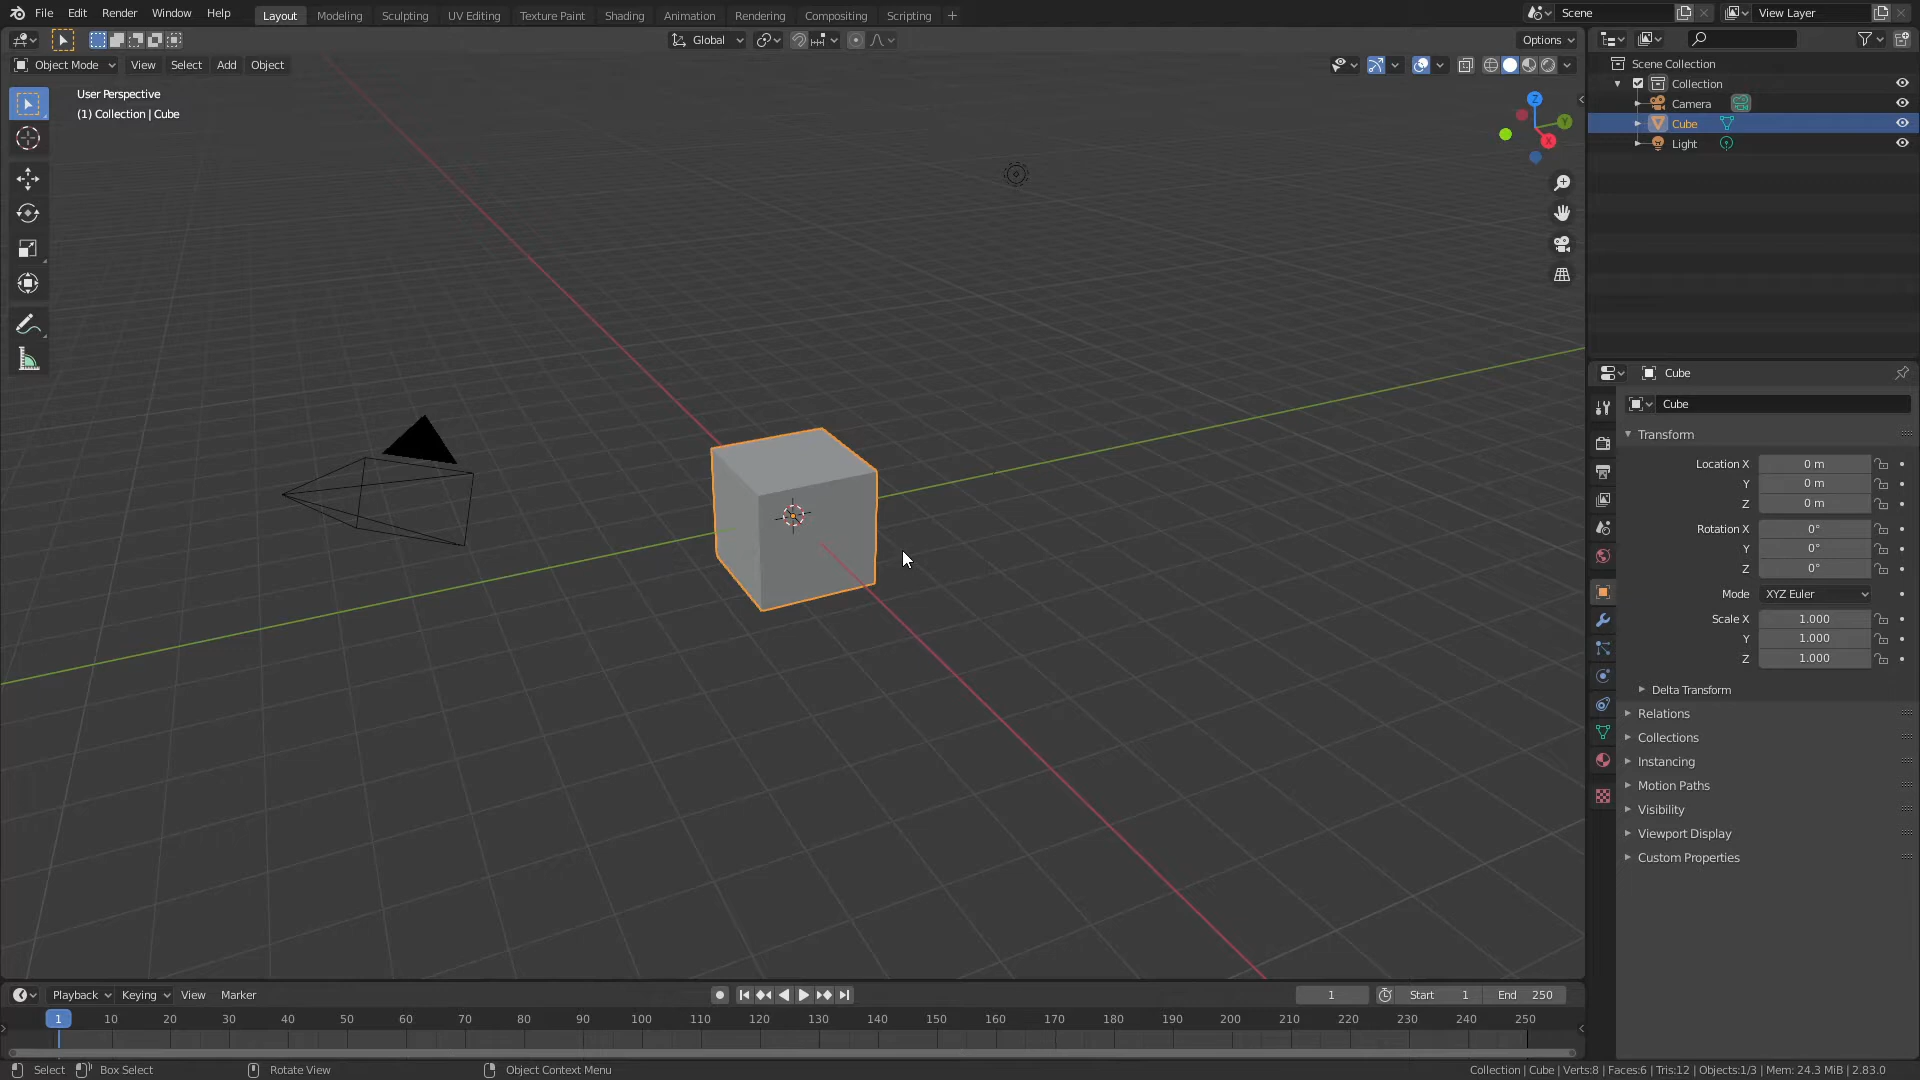 File Edit Render Window Help Layout Modeling Sculpting UV Editing Texture Paint Shading Animation Rendering Compositing Scripting + Scene View Layer
Global Options
Object Mode View Select Add Object
User Perspective
(1) Collection | Cube
Z
Y
X
Scene Collection
Collection
Camera
Cube
Light
Cube
Cube
Transform
Location X 0 m
Y 0 m
Z 0 m
Rotation X 0°
Y 0°
Z 0°
Mode XYZ Euler
Scale X 1.000
Y 1.000
Z 1.000
Delta Transform
Relations
Collections
Instancing
Motion Paths
Visibility
Viewport Display
Custom Properties
Playback Keying View Marker 1 Start 1 End 250
1 10 20 30 40 50 60 70 80 90 100 110 120 130 140 150 160 170 180 190 200 210 220 230 240 250
Select Box Select Rotate View Object Context Menu Collection | Cube | Verts:8 | Faces:6 | Tris:12 | Objects:1/3 | Mem: 24.3 MiB | 2.83.0